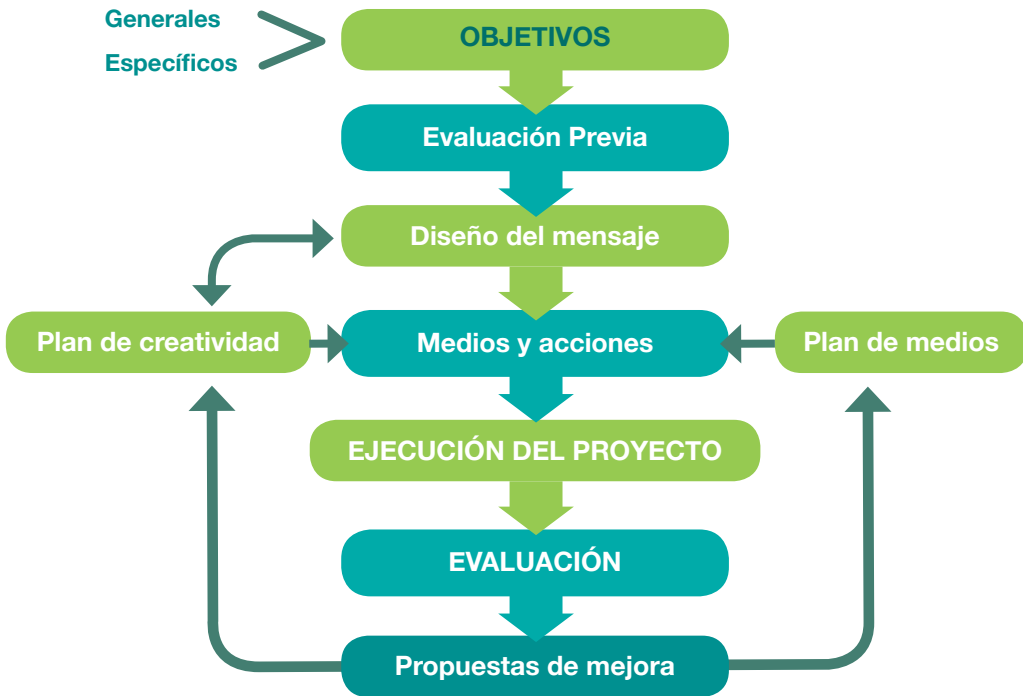 Generales
Específicos
OBJETIVOS
Evaluación Previa
Diseño del mensaje
Plan de creatividad
Medios y acciones
Plan de medios
EJECUCIÓN DEL PROYECTO
EVALUACIÓN
Propuestas de mejora